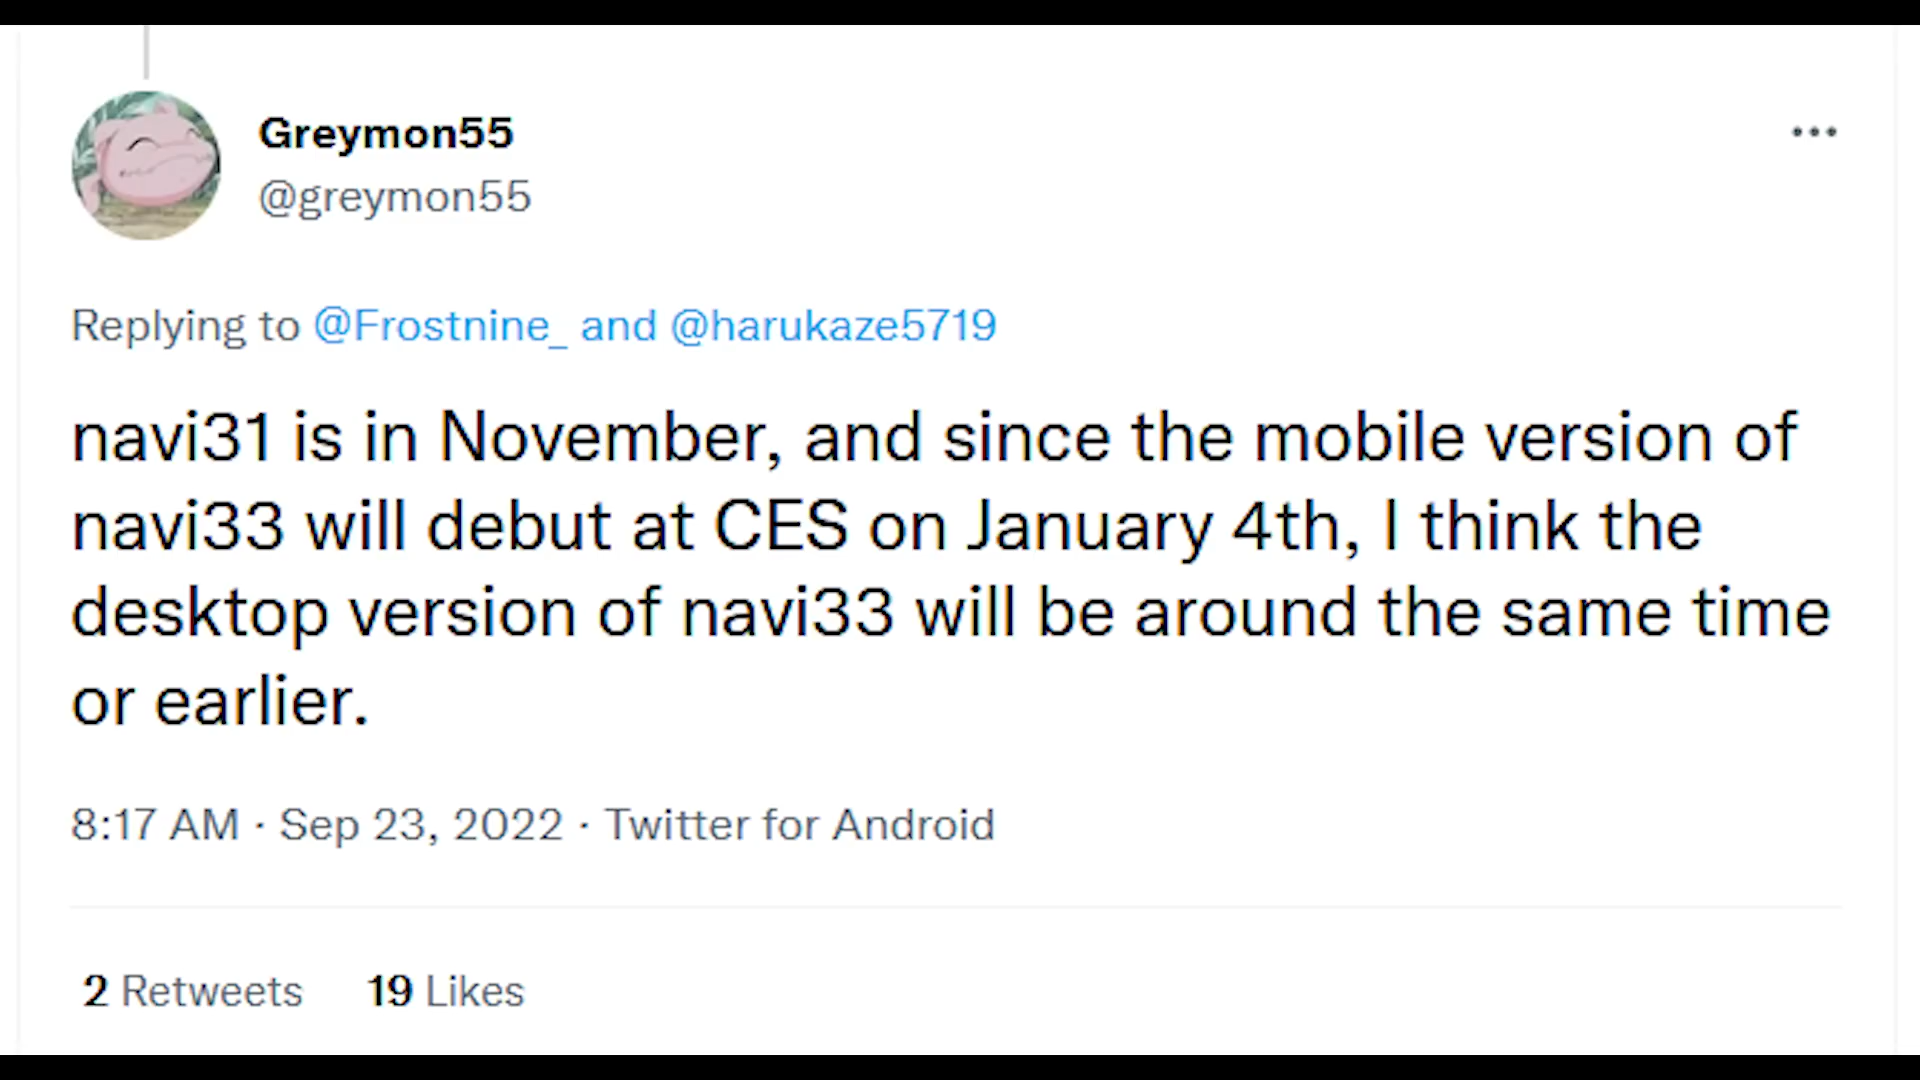 Greymon55
@greymon55
Replying to @Frostnine_ and @harukaze5719
navi31 is in November, and since the mobile version of
navi33 will debut at CES on January 4th, I think the
desktop version of navi33 will be around the same time
or earlier.
8:17 AM · Sep 23, 2022 · Twitter for Android
2 Retweets 19 Likes